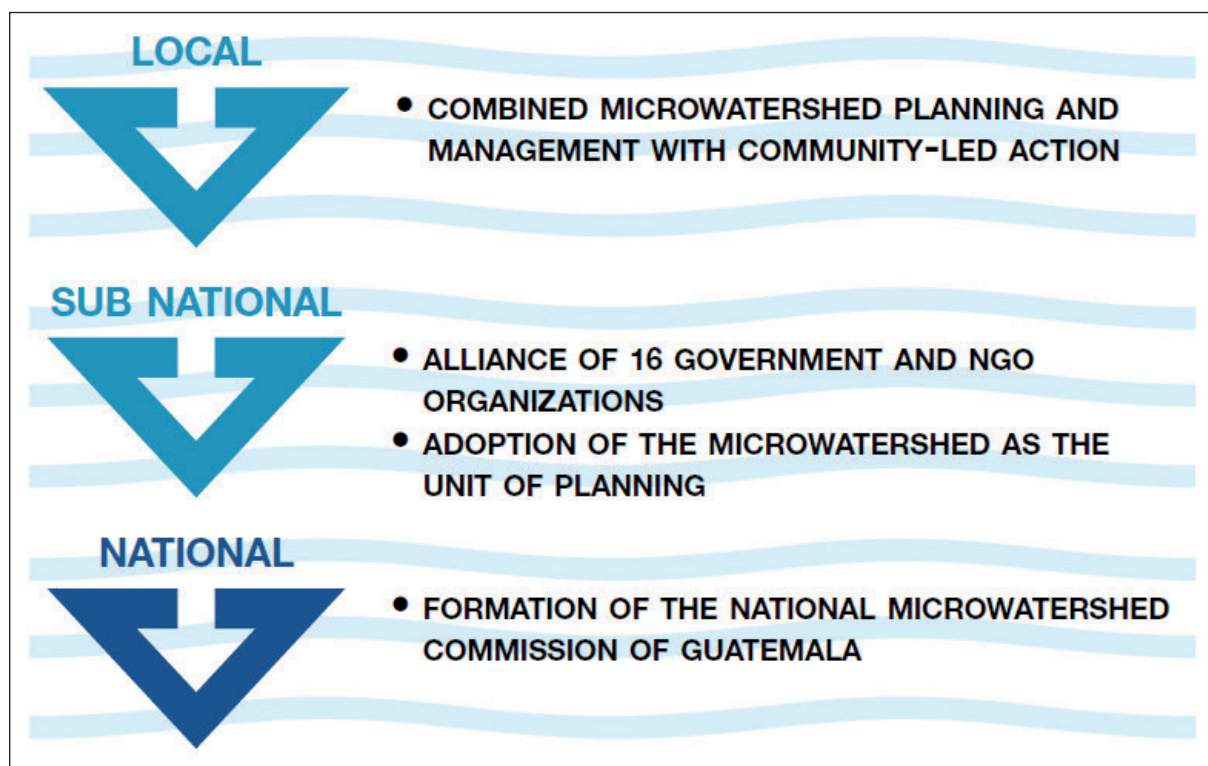 LOCAL
• COMBINED MICROWATERSHED PLANNING AND
MANAGEMENT WITH COMMUNITY-LED ACTION
SUB NATIONAL
• ALLIANCE OF 16 GOVERNMENT AND NGO
ORGANIZATIONS
• ADOPTION OF THE MICROWATERSHED AS THE
UNIT OF PLANNING
NATIONAL
• FORMATION OF THE NATIONAL MICROWATERSHED
COMMISSION OF GUATEMALA